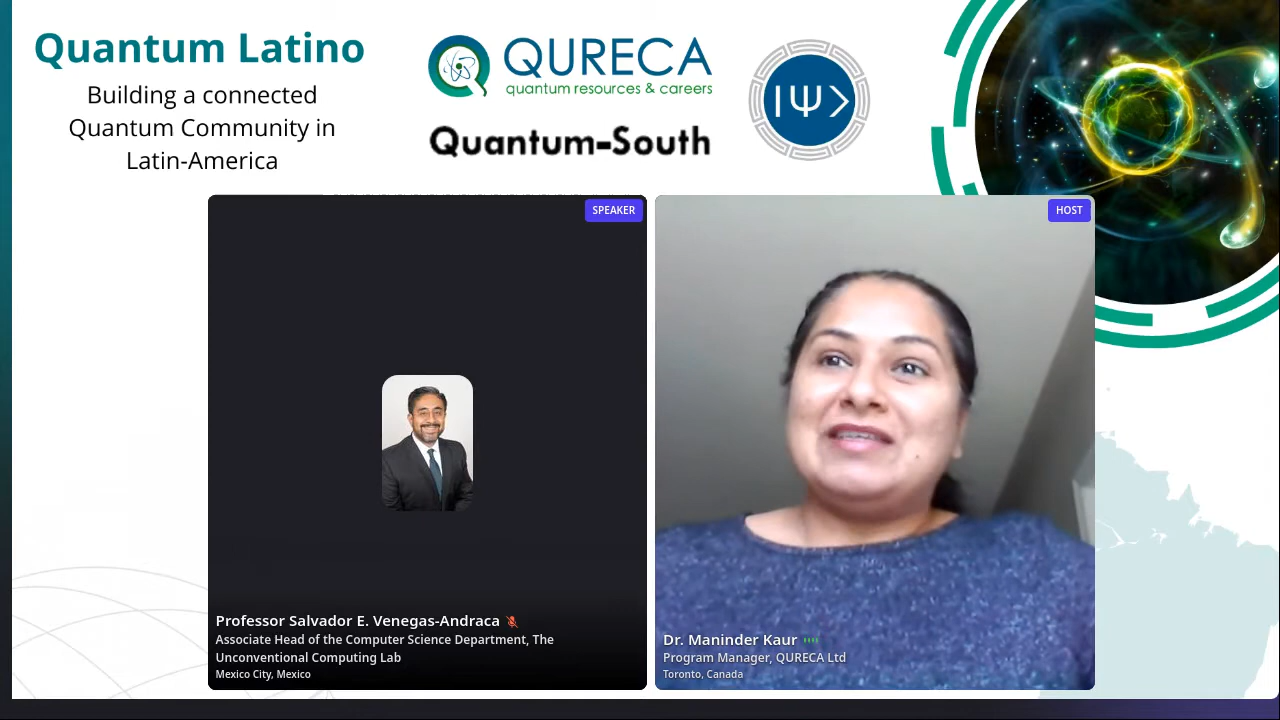 Quantum Latino
Building a connected
Quantum Community in
Latin-America
QURECA
quantum resources & careers
Quantum-South
|Ψ>
SPEAKER
HOST
Professor Salvador E. Venegas-Andraca
Associate Head of the Computer Science Department, The
Unconventional Computing Lab
Mexico City, Mexico
Dr. Maninder Kaur
Program Manager, QURECA Ltd
Toronto, Canada